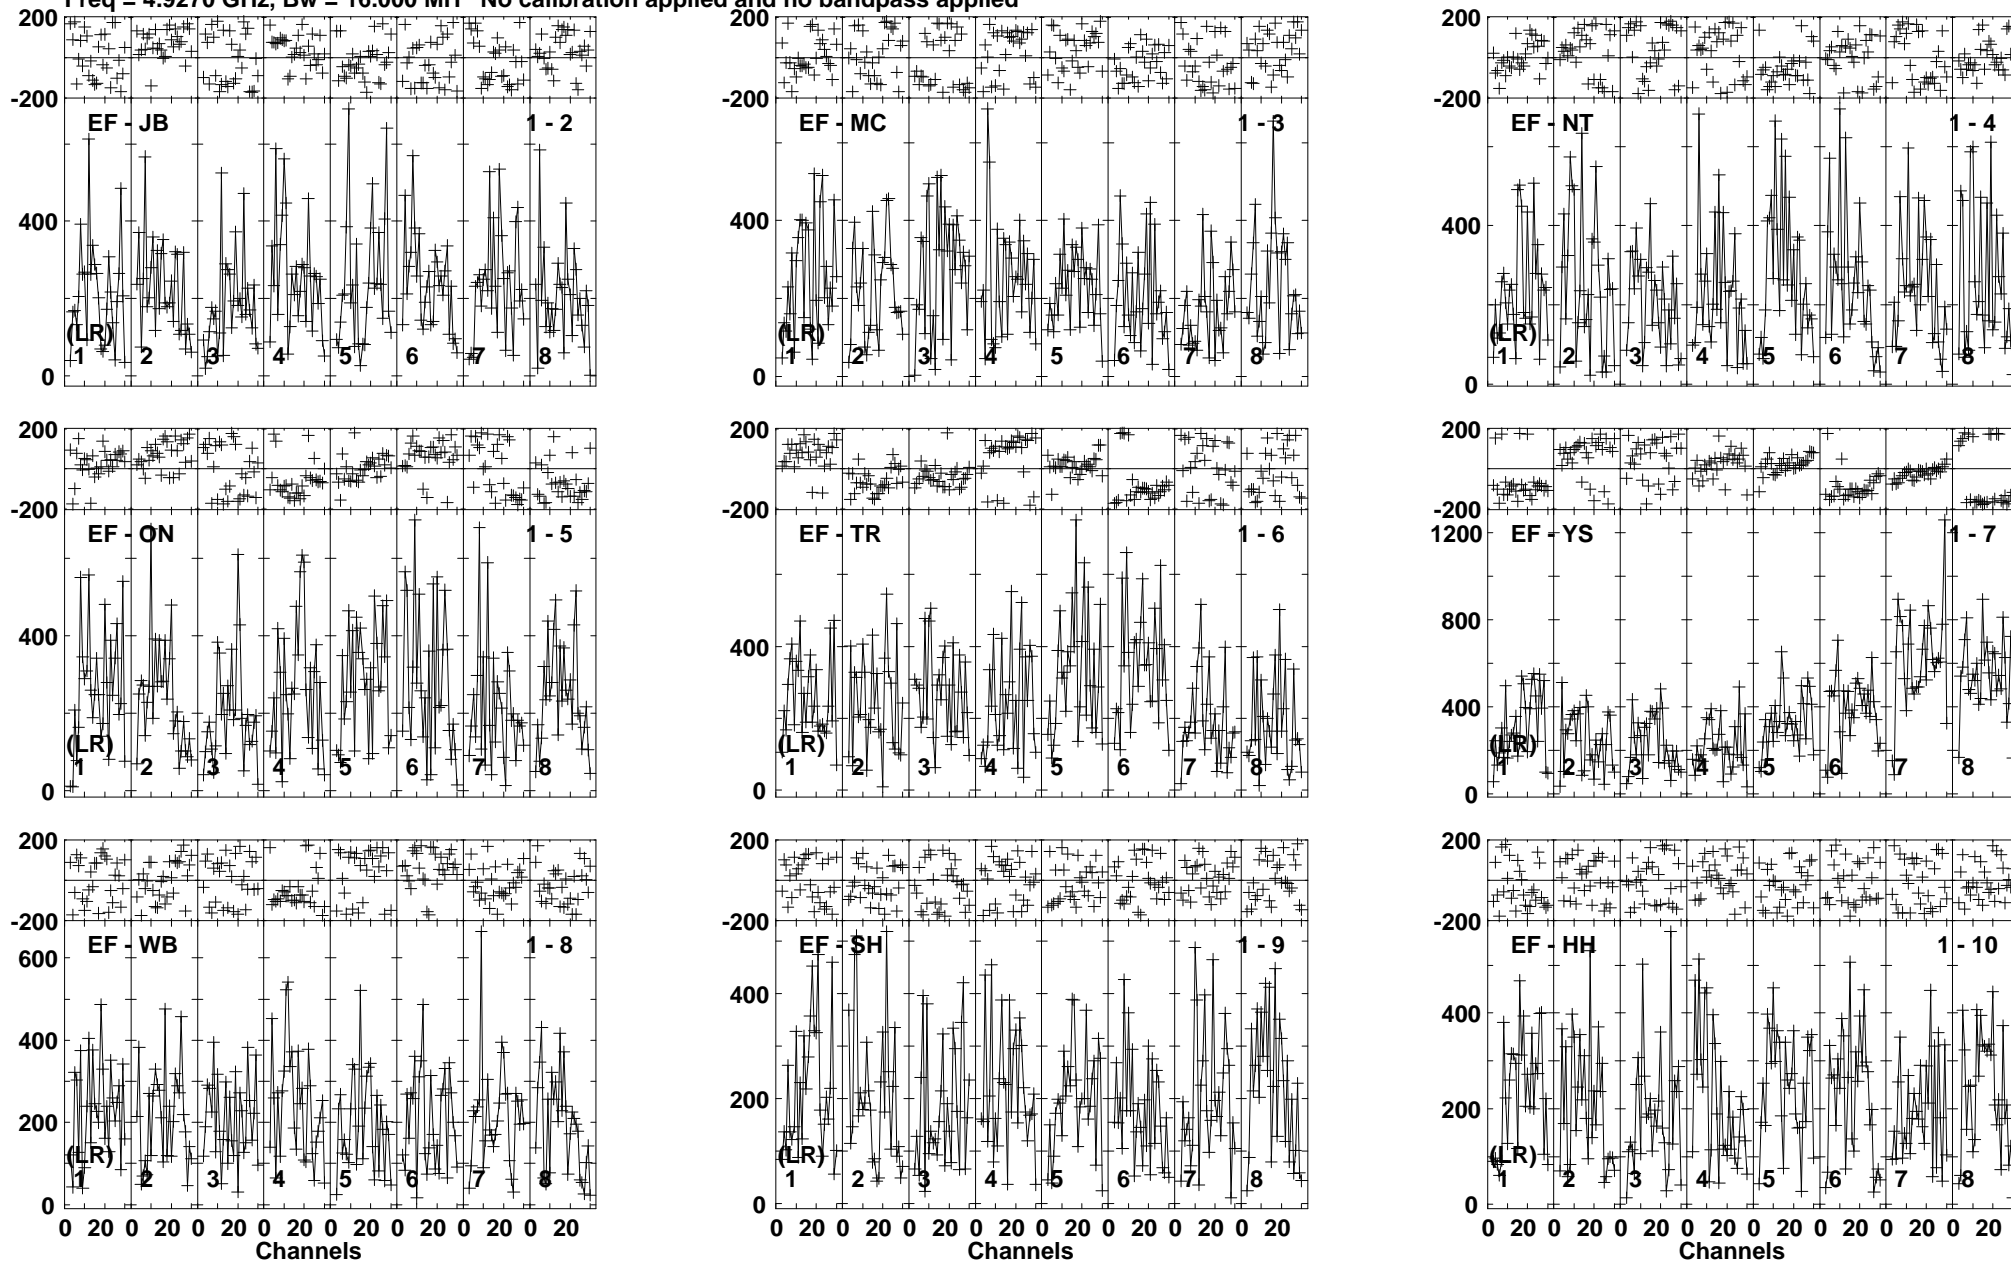 Freq = 4.9270 GHz, Bw = 16.000 MH No calibration applied and no bandpass applied
200 200 200
-200 -200 -200
EF - JB 1 - 2 EF - MC 1 - 3 EF - NT 1 - 4
400 400 400
(LR) (LR) (LR)
1 2 3 4 5 6 7 8 1 2 3 4 5 6 7 8 1 2 3 4 5 6 7 8
0 0 0
200 200 200
-200 -200 -200
EF - ON 1 - 5 EF - TR 1 - 6 EF - YS 1 - 7
1200
800
400 400 400
(LR) (LR) (LR)
1 2 3 4 5 6 7 8 1 2 3 4 5 6 7 8 1 2 3 4 5 6 7 8
0 0 0
200 200 200
-200 -200 -200
EF - WB 1 - 8 EF - SH 1 - 9 EF - HH 1 - 10
600
400 400 400
200 200 200
(LR) (LR) (LR)
1 2 3 4 5 6 7 8 1 2 3 4 5 6 7 8 1 2 3 4 5 6 7 8
0 0 0
0 20 0 20 0 20 0 20 0 20 0 20 0 20 0 20 0 20 0 20 0 20 0 20 0 20 0 20 0 20 0 20 0 20 0 20 0 20 0 20 0 20 0 20 0 20 0 20
Channels Channels Channels